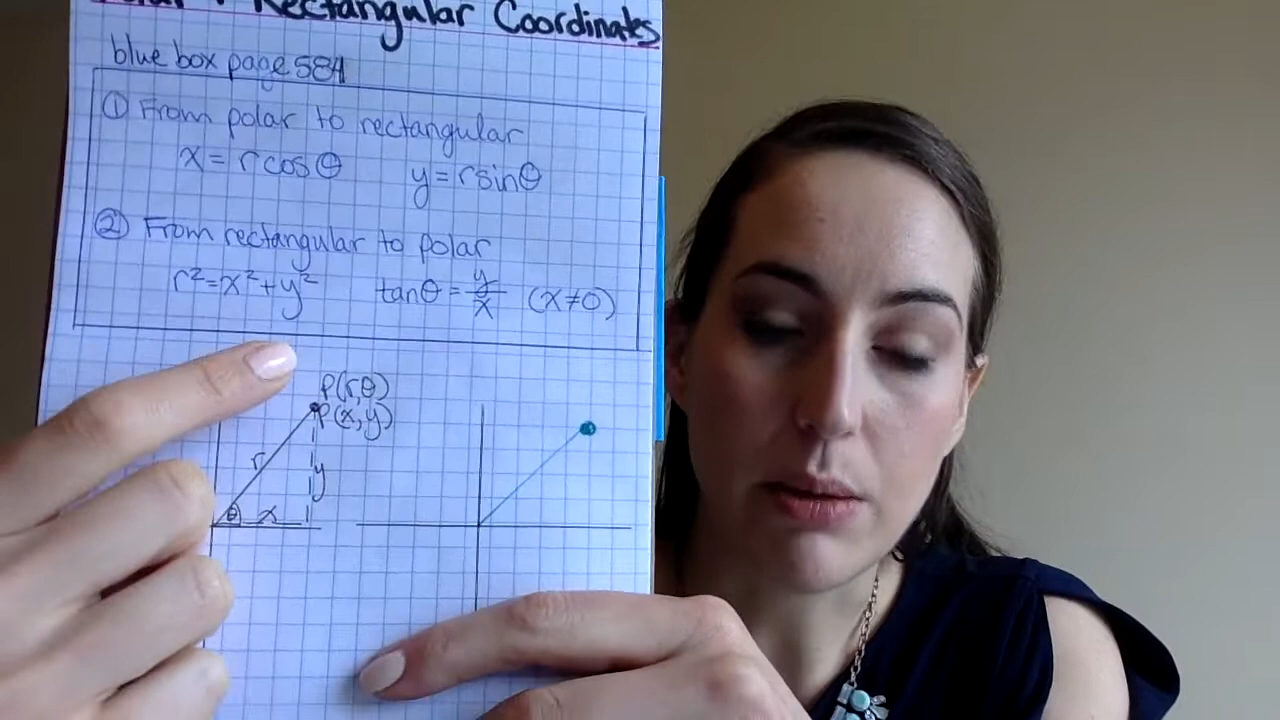 Rectangular Coordinates
blue box page 584
① From polar to rectangular
x = r cos θ y = r sin θ
② From rectangular to polar
r² = x² + y² tan θ = y/x (x ≠ 0)
P(r, θ)
P(x, y)
r
y
θ x